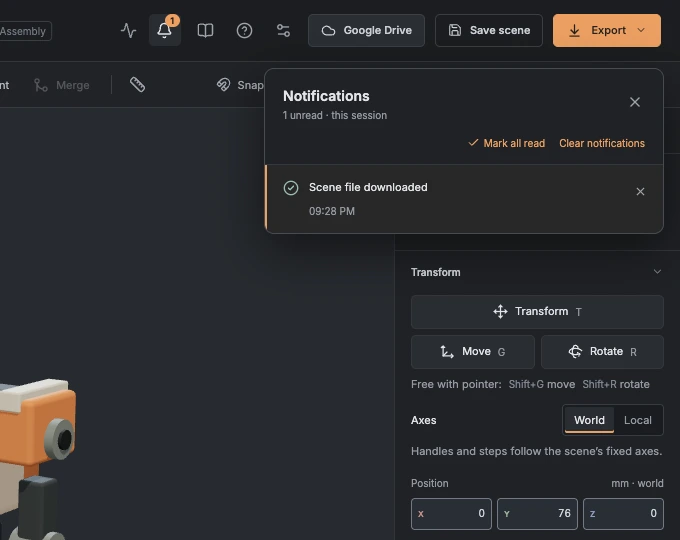 Assembly
1
Google Drive
Save scene
Export
nt
Merge
Snap
Notifications
1 unread · this session
Mark all read
Clear notifications
Scene file downloaded
09:28 PM
Transform
Transform T
Move G
Rotate R
Free with pointer: Shift+G move Shift+R rotate
Axes
World
Local
Handles and steps follow the scene's fixed axes.
Position
mm · world
X 0
Y 76
Z 0